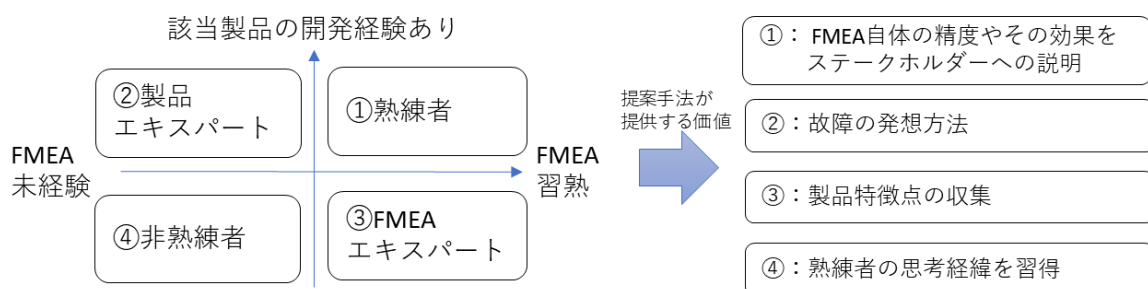 該当製品の開発経験あり
②製品
エキスパート
①熟練者
FMEA
未経験
FMEA
習熟
④非熟練者
③FMEA
エキスパート
提案手法が
提供する価値
①： FMEA自体の精度やその効果を
ステークホルダーへの説明
②：故障の発想方法
③：製品特徴点の収集
④：熟練者の思考経緯を習得